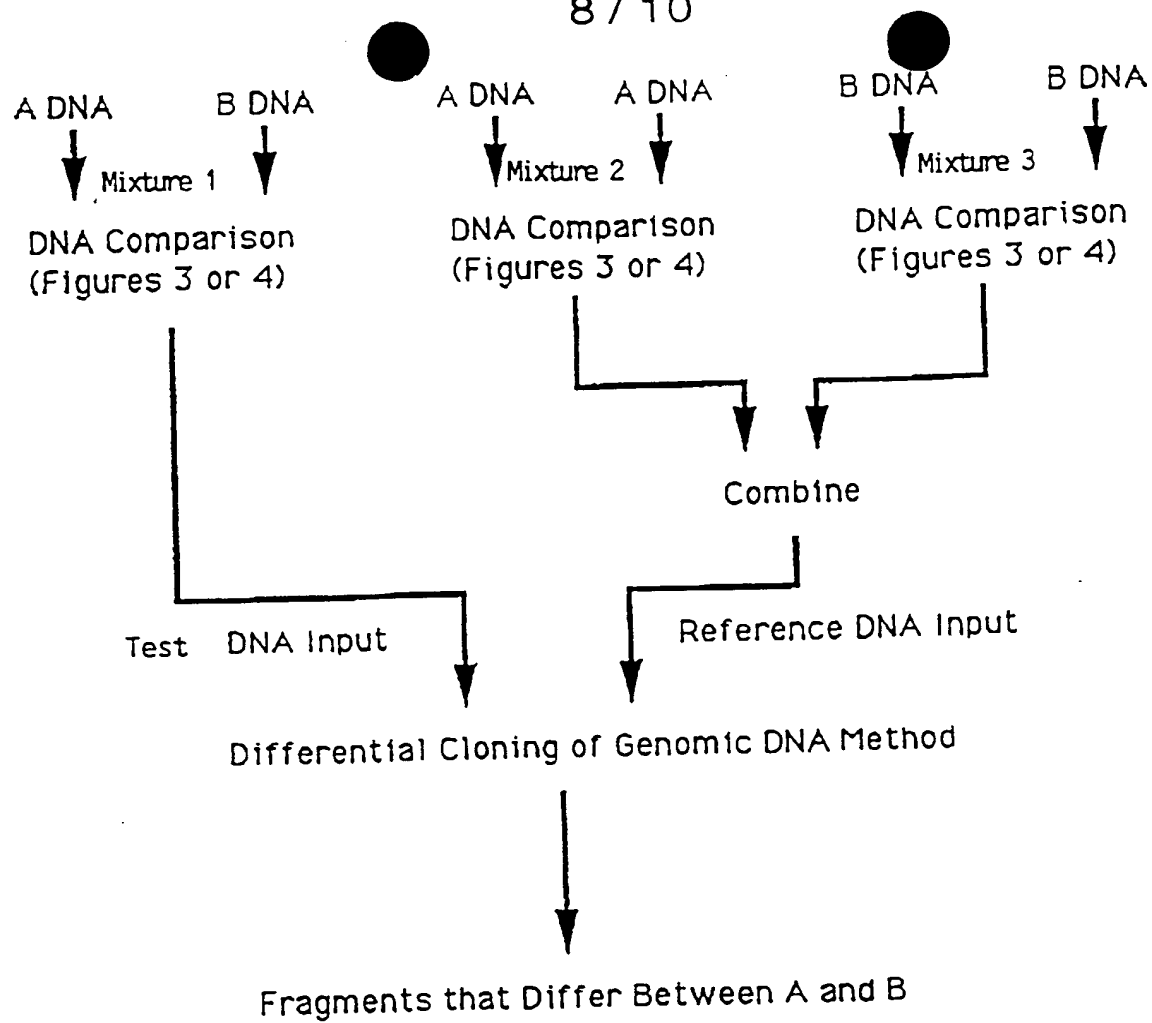 8/10
A DNA B DNA A DNA A DNA B DNA B DNA
Mixture 1 Mixture 2 Mixture 3
DNA Comparison DNA Comparison DNA Comparison
(Figures 3 or 4) (Figures 3 or 4) (Figures 3 or 4)
Combine
Test DNA Input Reference DNA Input
Differential Cloning of Genomic DNA Method
Fragments that Differ Between A and B